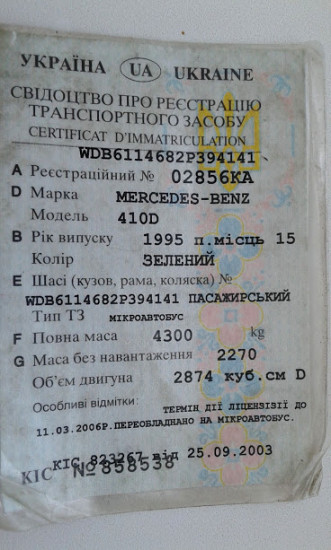 УКРАЇНА UA UKRAINE
СВІДОЦТВО ПРО РЕЄСТРАЦІЮ
ТРАНСПОРТНОГО ЗАСОБУ
CERTIFICAT D'IMMATRICULATION
WDB6114682P394141
A Реєстраційний № 02856КА
D Марка MERCEDES-BENZ
Модель 410D
B Рік випуску 1995 п.місць 15
Колір ЗЕЛЕНИЙ
E Шасі (кузов, рама, коляска) №
WDB6114682P394141 ПАСАЖИРСЬКИЙ
Тип ТЗ МІКРОАВТОБУС
F Повна маса 4300 kg
G Маса без навантаження 2270
Об'єм двигуна 2874 куб.см D
Особливі відмітки: ТЕРМІН ДІЇ ЛІЦЕНЗІЗІЇ ДО
11.03.2006Р.ПЕРЕОБЛАДНАНО НА МІКРОАВТОБУС.
КІС 823267 від 25.09.2003
КІС № 858538